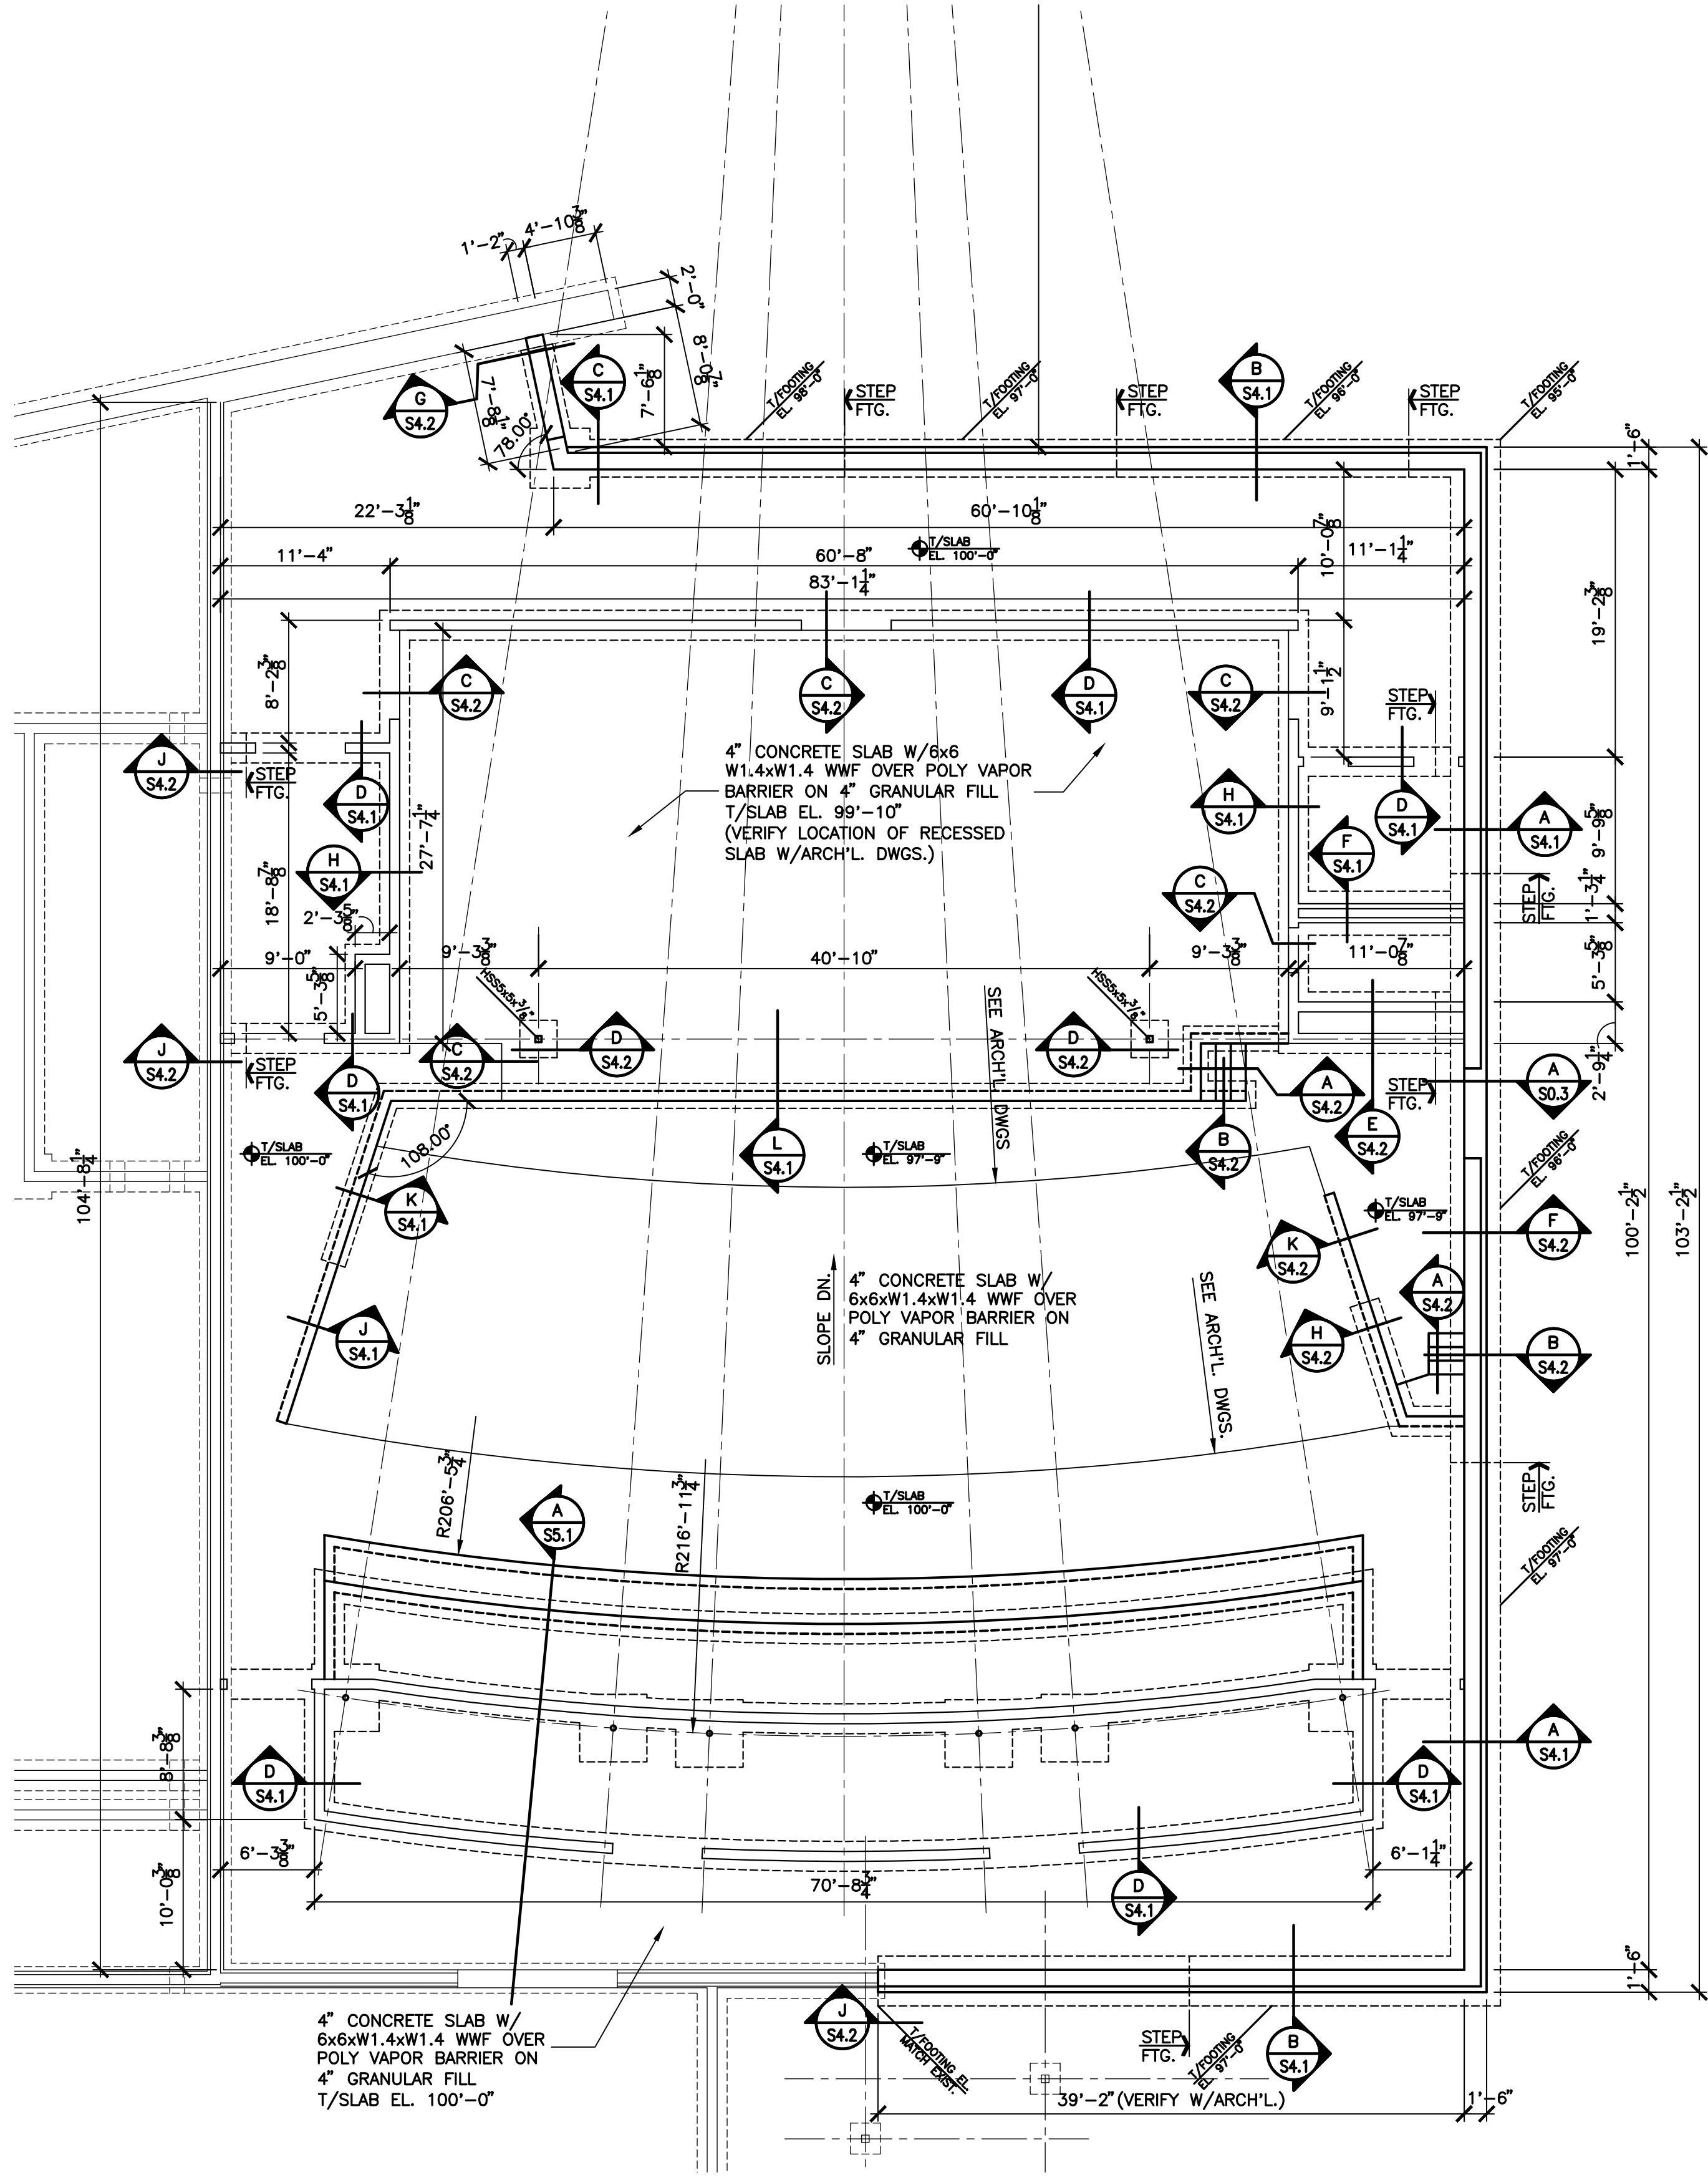 1'-2"
4'-10 3/8"
2'-0"
8'-0 7/8"
7'-6 1/8"
7'-8 1/8"
78.00°
G
S4.2
C
S4.1
T/FOOTING
EL. 98'-0"
STEP
FTG.
T/FOOTING
EL. 97'-0"
STEP
FTG.
B
S4.1
T/FOOTING
EL. 96'-0"
STEP
FTG.
T/FOOTING
EL. 95'-0"
1'-6"
22'-3 1/8"
60'-10 1/8"
T/SLAB
EL. 100'-0"
10'-0 7/8"
11'-4"
60'-8"
11'-1 1/4"
83'-1 1/4"
19'-2 3/8"
8'-2 3/8"
C
S4.2
C
S4.2
D
S4.1
C
S4.2
9'-1 1/2"
STEP
FTG.
J
S4.2
STEP
FTG.
D
S4.1
4" CONCRETE SLAB W/6x6
W1.4xW1.4 WWF OVER POLY VAPOR
BARRIER ON 4" GRANULAR FILL
T/SLAB EL. 99'-10"
(VERIFY LOCATION OF RECESSED
SLAB W/ARCH'L. DWGS.)
H
S4.1
D
S4.1
A
S4.1
F
S4.1
9'-9 5/8"
27'-7 1/4"
H
S4.1
18'-8 7/8"
2'-3 5/8"
C
S4.2
STEP
FTG.
1'-3 1/4"
9'-0"
9'-3 3/8"
40'-10"
9'-3 3/8"
11'-0 7/8"
5'-3 5/8"
5'-3 5/8"
HSS5x5x3/8"
HSS5x5x3/8"
SEE ARCH'L. DWGS
J
S4.2
STEP
FTG.
D
S4.1
C
S4.2
D
S4.2
D
S4.2
A
S4.2
STEP
FTG.
A
S0.3
2'-9 1/4"
104'-8 1/4"
T/SLAB
EL. 100'-0"
108.00°
L
S4.1
T/SLAB
EL. 97'-9"
B
S4.2
E
S4.2
T/FOOTING
EL. 96'-0"
K
S4.1
T/SLAB
EL. 97'-9"
K
S4.2
F
S4.2
100'-2 1/2"
103'-2 1/2"
J
S4.1
SLOPE DN.
4" CONCRETE SLAB W/
6x6xW1.4xW1.4 WWF OVER
POLY VAPOR BARRIER ON
4" GRANULAR FILL
SEE ARCH'L. DWGS.
H
S4.2
A
S4.2
B
S4.2
R206'-5 3/4"
R216'-11 3/4"
A
S5.1
T/SLAB
EL. 100'-0"
STEP
FTG.
T/FOOTING
EL. 97'-0"
8'-8 3/8"
D
S4.1
D
S4.1
A
S4.1
6'-3 3/8"
70'-8 3/4"
6'-1 1/4"
10'-0 3/8"
D
S4.1
1'-6"
4" CONCRETE SLAB W/
6x6xW1.4xW1.4 WWF OVER
POLY VAPOR BARRIER ON
4" GRANULAR FILL
T/SLAB EL. 100'-0"
J
S4.2
T/FOOTING EL.
MATCH EXIST.
STEP
FTG.
T/FOOTING
EL. 97'-0"
B
S4.1
39'-2" (VERIFY W/ARCH'L.)
1'-6"